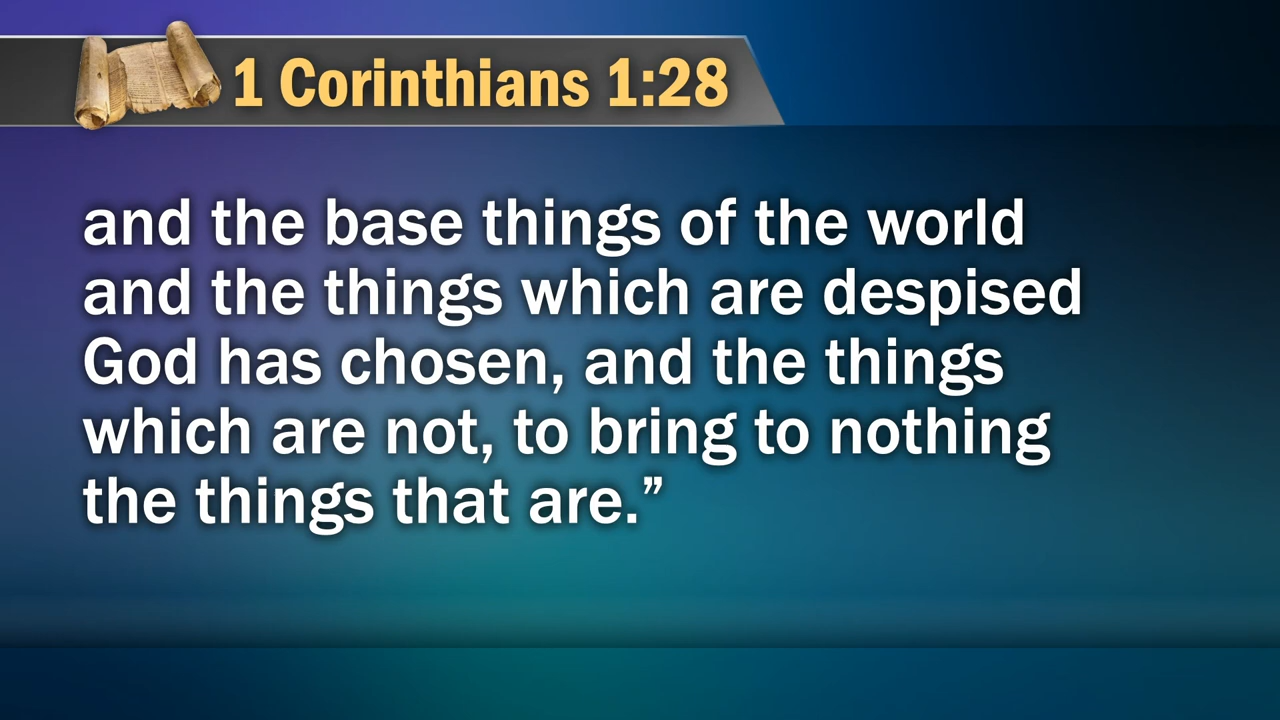 1 Corinthians 1:28
and the base things of the world
and the things which are despised
God has chosen, and the things
which are not, to bring to nothing
the things that are.”